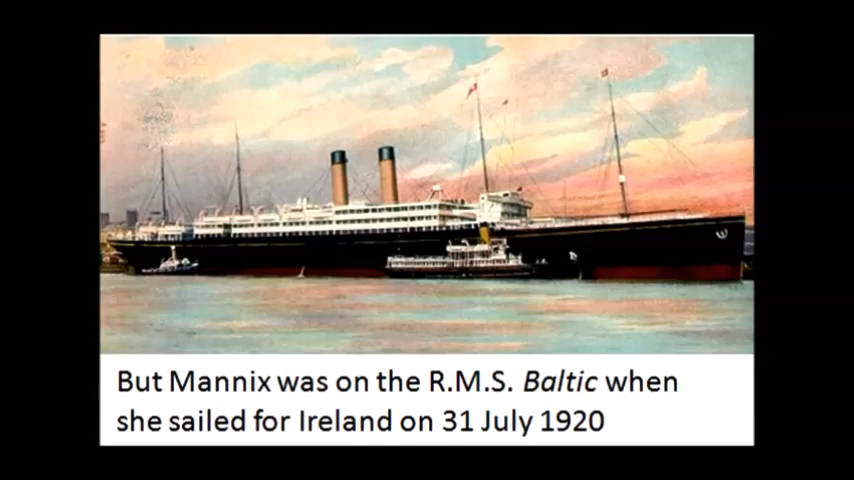 But Mannix was on the R.M.S. Baltic when
she sailed for Ireland on 31 July 1920